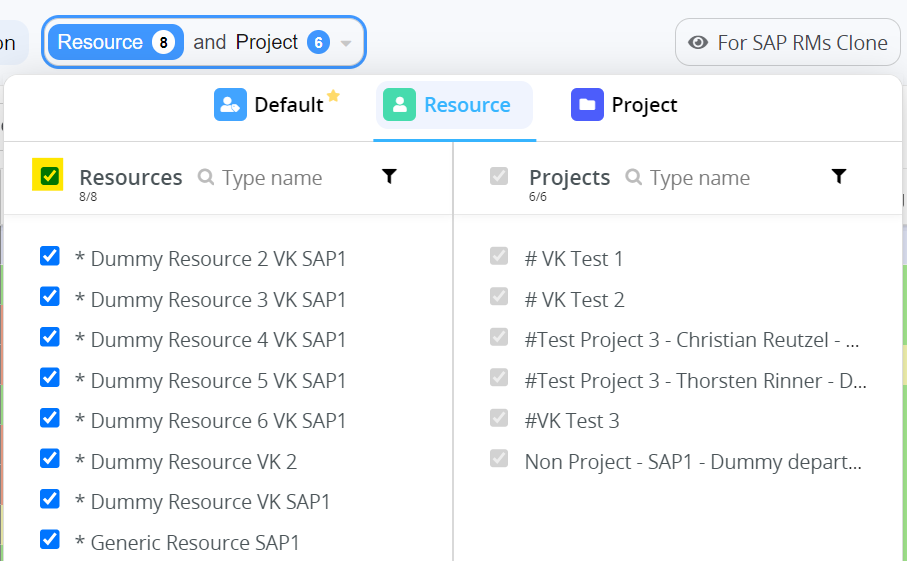 on
Resource 8 and Project 6
For SAP RMs Clone
Default Resource Project
Resources Type name
8/8
Projects Type name
6/6
* Dummy Resource 2 VK SAP1
* Dummy Resource 3 VK SAP1
* Dummy Resource 4 VK SAP1
* Dummy Resource 5 VK SAP1
* Dummy Resource 6 VK SAP1
* Dummy Resource VK 2
* Dummy Resource VK SAP1
* Generic Resource SAP1
# VK Test 1
# VK Test 2
#Test Project 3 - Christian Reutzel - ...
#Test Project 3 - Thorsten Rinner - D...
#VK Test 3
Non Project - SAP1 - Dummy depart...